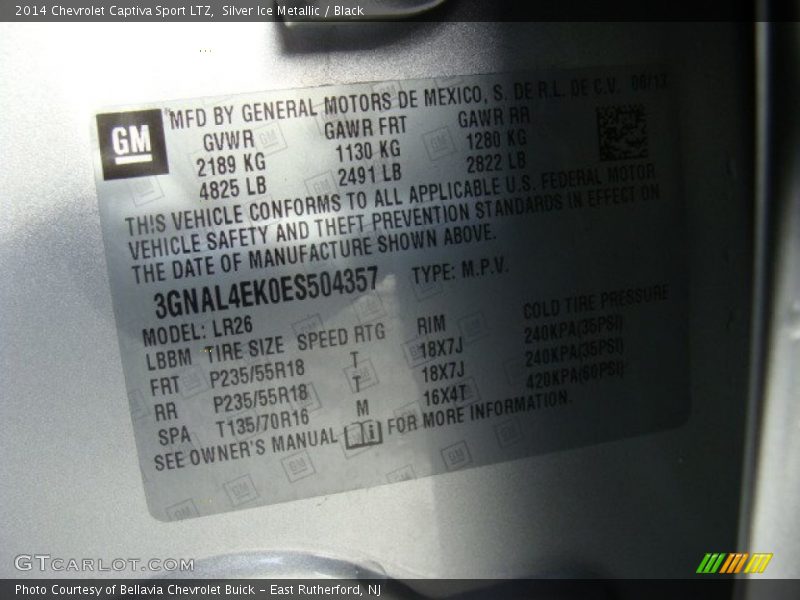 2014 Chevrolet Captiva Sport LTZ, Silver Ice Metallic / Black
GM
MFD BY GENERAL MOTORS DE MEXICO, S. DE R.L. DE C.V. 06/13
GVWR GAWR FRT GAWR RR
2189 KG 1130 KG 1280 KG
4825 LB 2491 LB 2822 LB
THIS VEHICLE CONFORMS TO ALL APPLICABLE U.S. FEDERAL MOTOR
VEHICLE SAFETY AND THEFT PREVENTION STANDARDS IN EFFECT ON
THE DATE OF MANUFACTURE SHOWN ABOVE.
3GNAL4EK0ES504357 TYPE: M.P.V.
MODEL: LR26
LBBM TIRE SIZE SPEED RTG RIM COLD TIRE PRESSURE
FRT P235/55R18 T 18X7J 240KPA(35PSI)
RR P235/55R18 T 18X7J 240KPA(35PSI)
SPA T135/70R16 M 16X4T 420KPA(60PSI)
SEE OWNER'S MANUAL FOR MORE INFORMATION.
GTCARLOT.COM
Photo Courtesy of Bellavia Chevrolet Buick - East Rutherford, NJ